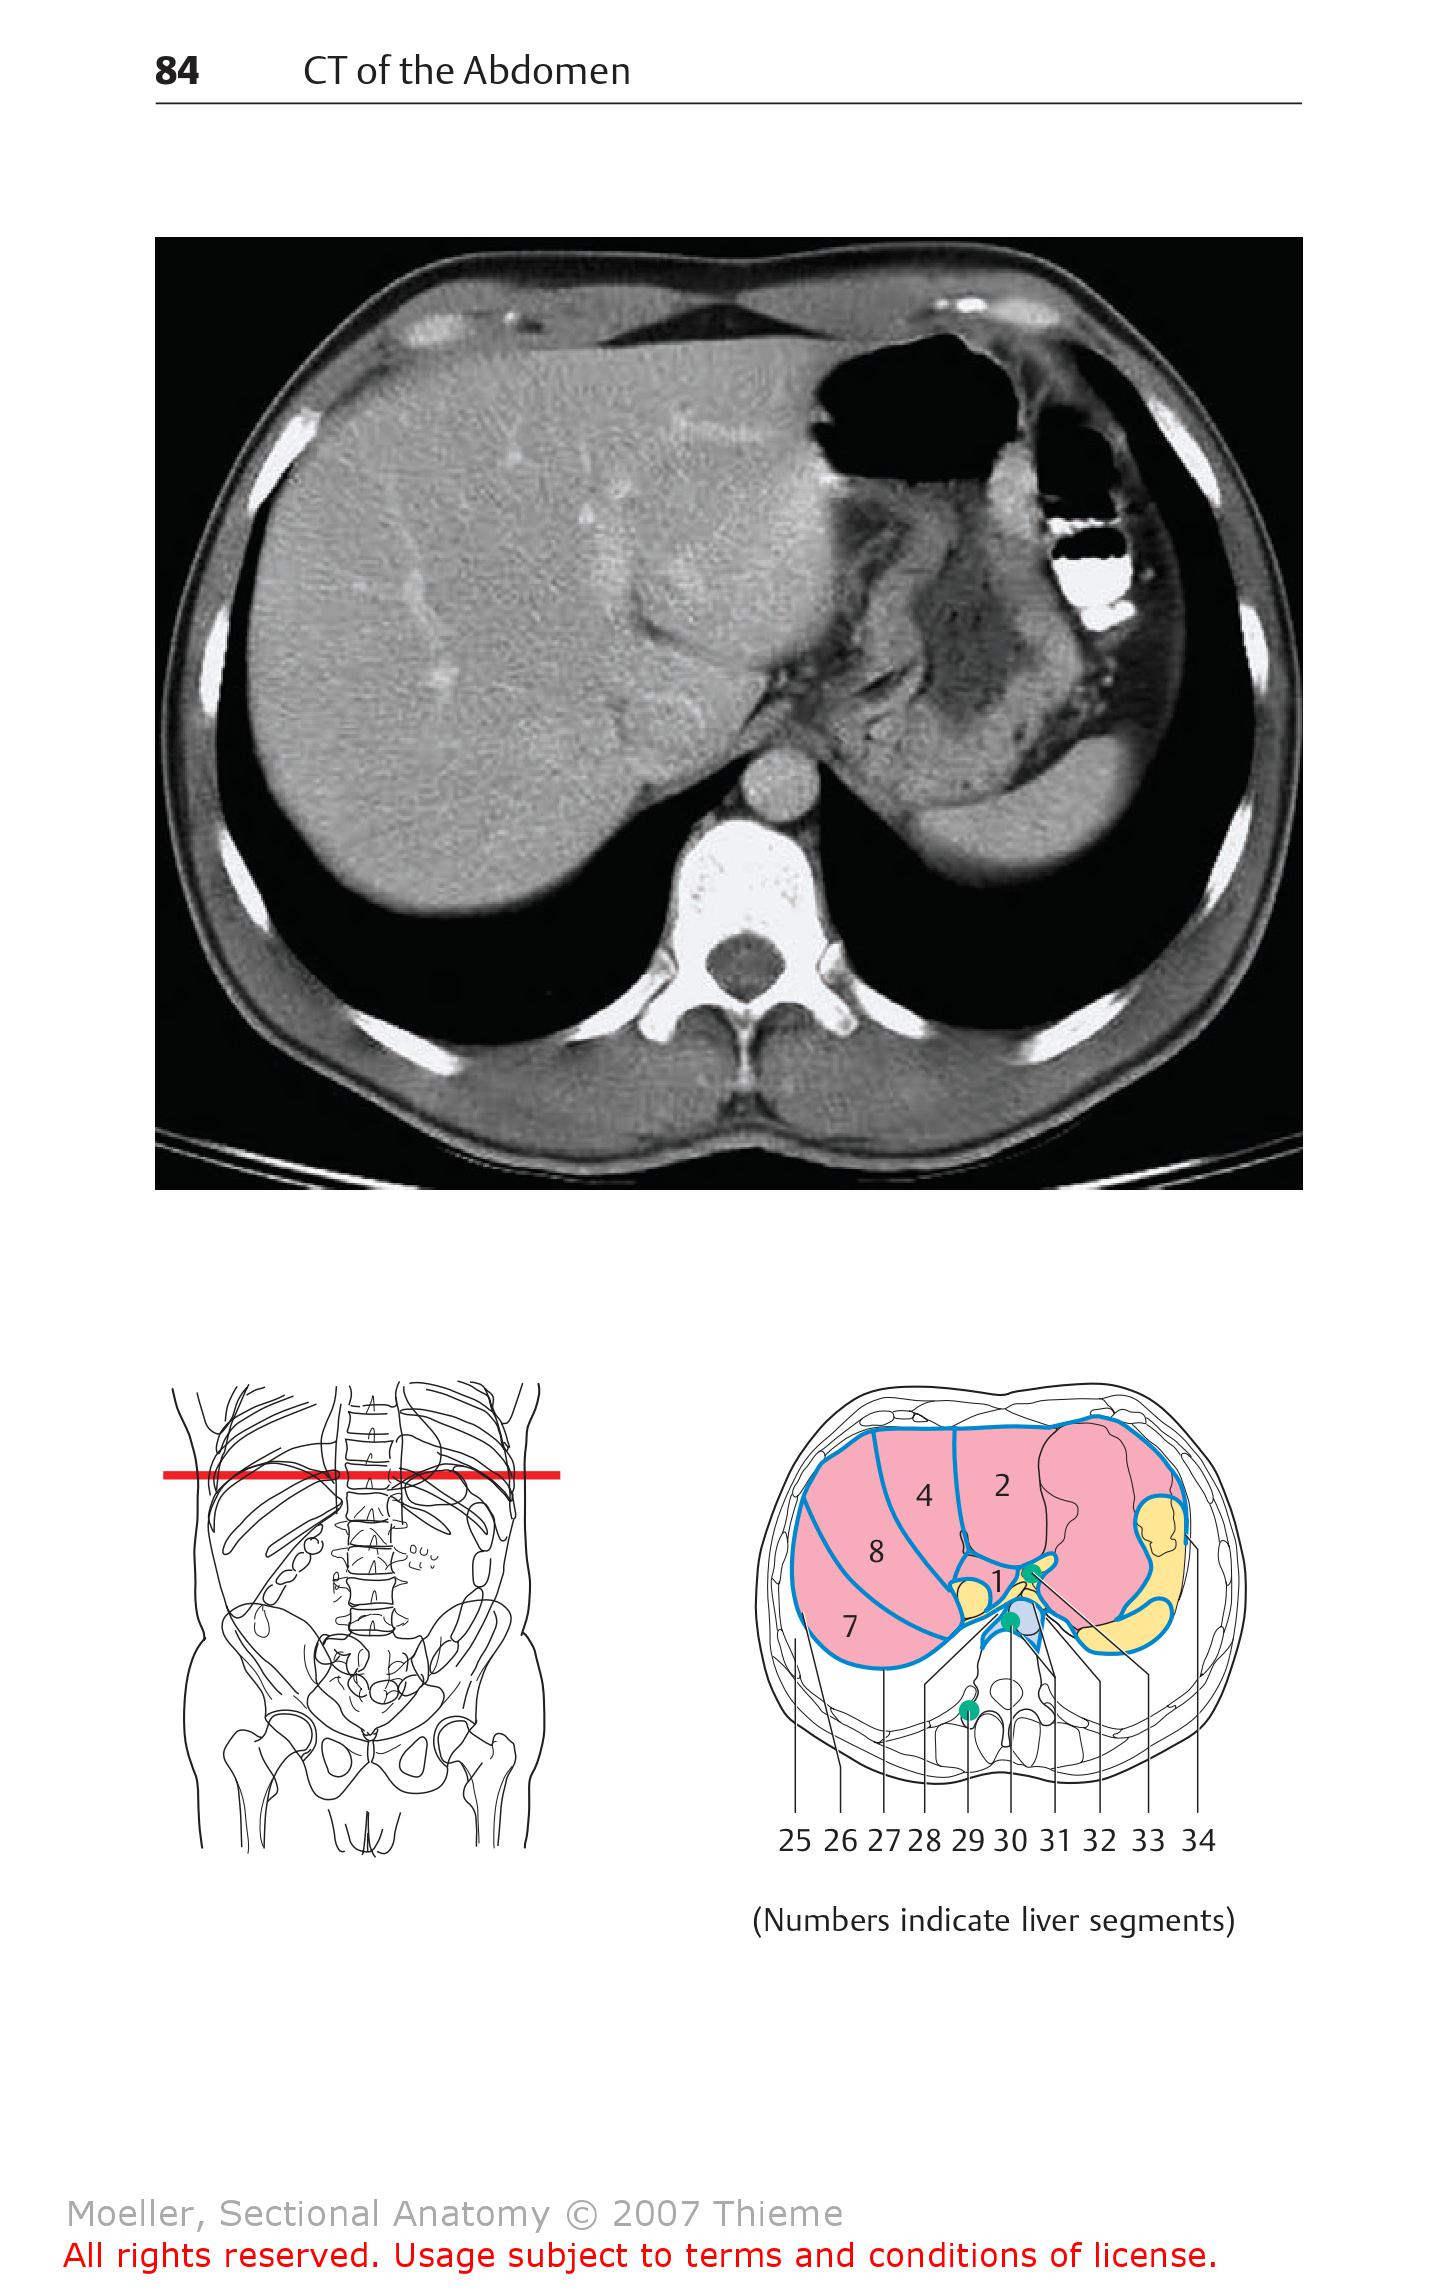 84 CT of the Abdomen
4
2
8
1
7
25 26 27 28 29 30 31 32 33 34
(Numbers indicate liver segments)
Moeller, Sectional Anatomy © 2007 Thieme
All rights reserved. Usage subject to terms and conditions of license.